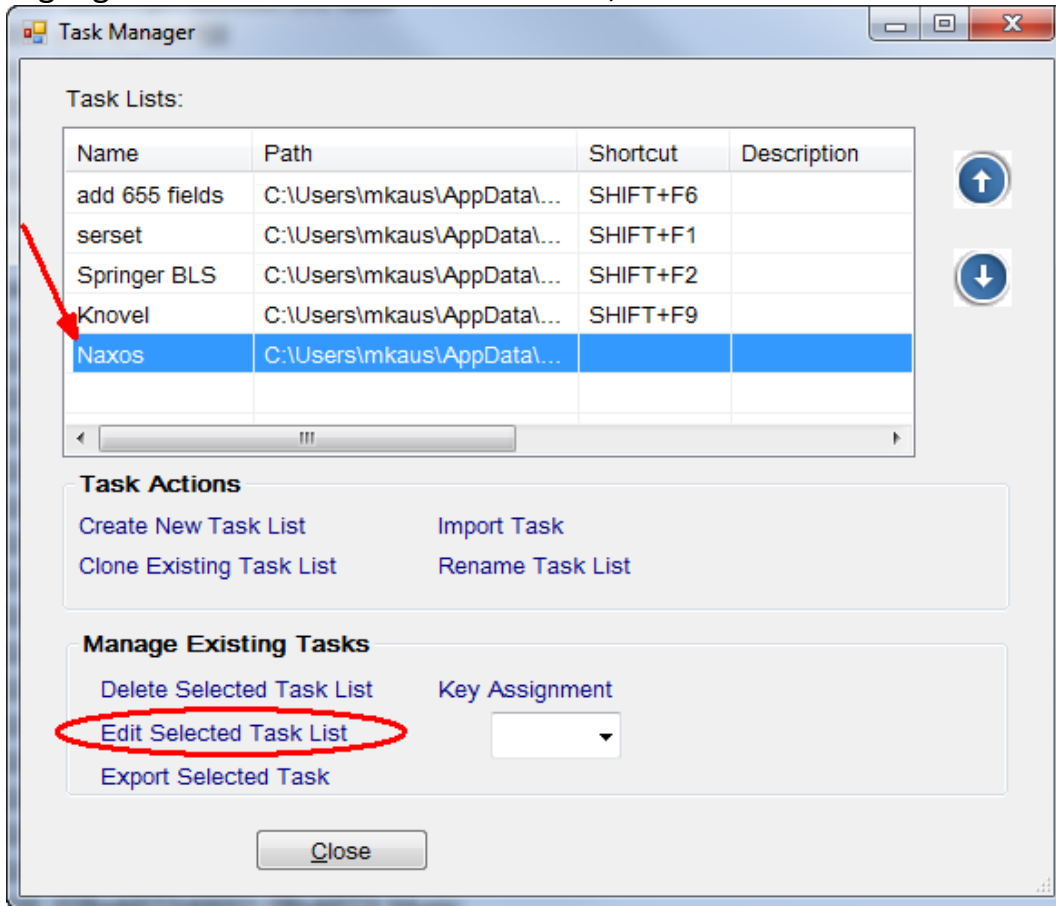 Task Manager
Task Lists:
Name Path Shortcut Description
add 655 fields C:\Users\mkaus\AppData\... SHIFT+F6
serset C:\Users\mkaus\AppData\... SHIFT+F1
Springer BLS C:\Users\mkaus\AppData\... SHIFT+F2
Knovel C:\Users\mkaus\AppData\... SHIFT+F9
Naxos C:\Users\mkaus\AppData\...
Task Actions
Create New Task List Import Task
Clone Existing Task List Rename Task List
Manage Existing Tasks
Delete Selected Task List Key Assignment
Edit Selected Task List
Export Selected Task
Close